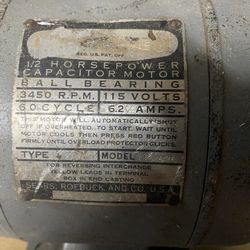 REG. U.S. PAT. OFF.
1/2 HORSEPOWER
CAPACITOR MOTOR
BALL BEARING
3450 R.P.M. 115 VOLTS
60 CYCLE 6.2 AMPS.
THIS MOTOR WILL AUTOMATICALLY SHUT
OFF IF OVERHEATED. TO START, WAIT UNTIL
MOTOR COOLS THEN PRESS RED BUTTON
FIRMLY UNTIL OVERLOAD PROTECTOR CLICKS.
TYPE MODEL
FOR REVERSING INTERCHANGE
YELLOW LEADS IN TERMINAL
BOX IN END CASTING
SEARS, ROEBUCK AND CO. U.S.A.